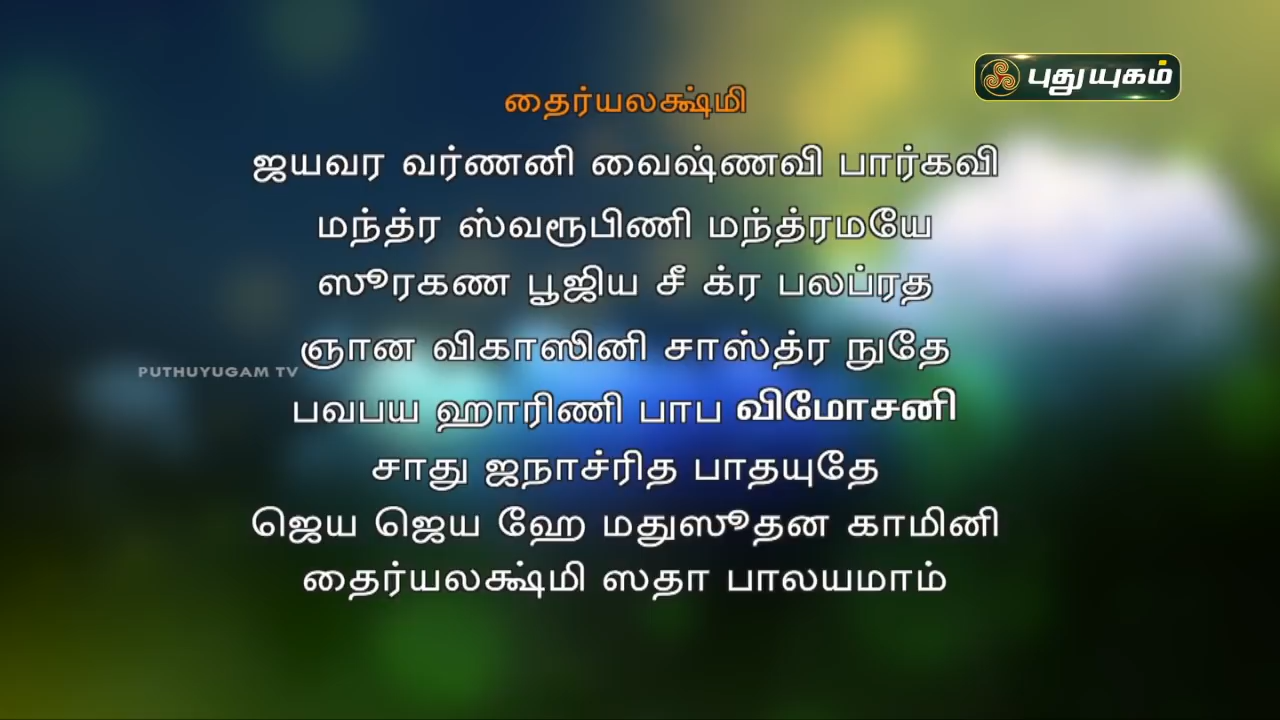 புதுயுகம்
தைர்யலக்ஷ்மி
ஜயவர வர்ணனி வைஷ்ணவி பார்கவி
மந்த்ர ஸ்வரூபிணி மந்த்ரமயே
ஸூரகண பூஜிய சீ க்ர பலப்ரத
ஞான விகாஸினி சாஸ்த்ர நுதே
PUTHUYUGAM TV
பவபய ஹாரிணி பாப விமோசனி
சாது ஜநாச்ரித பாதயுதே
ஜெய ஜெய ஹே மதுஸூதன காமினி
தைர்யலக்ஷ்மி ஸதா பாலயமாம்